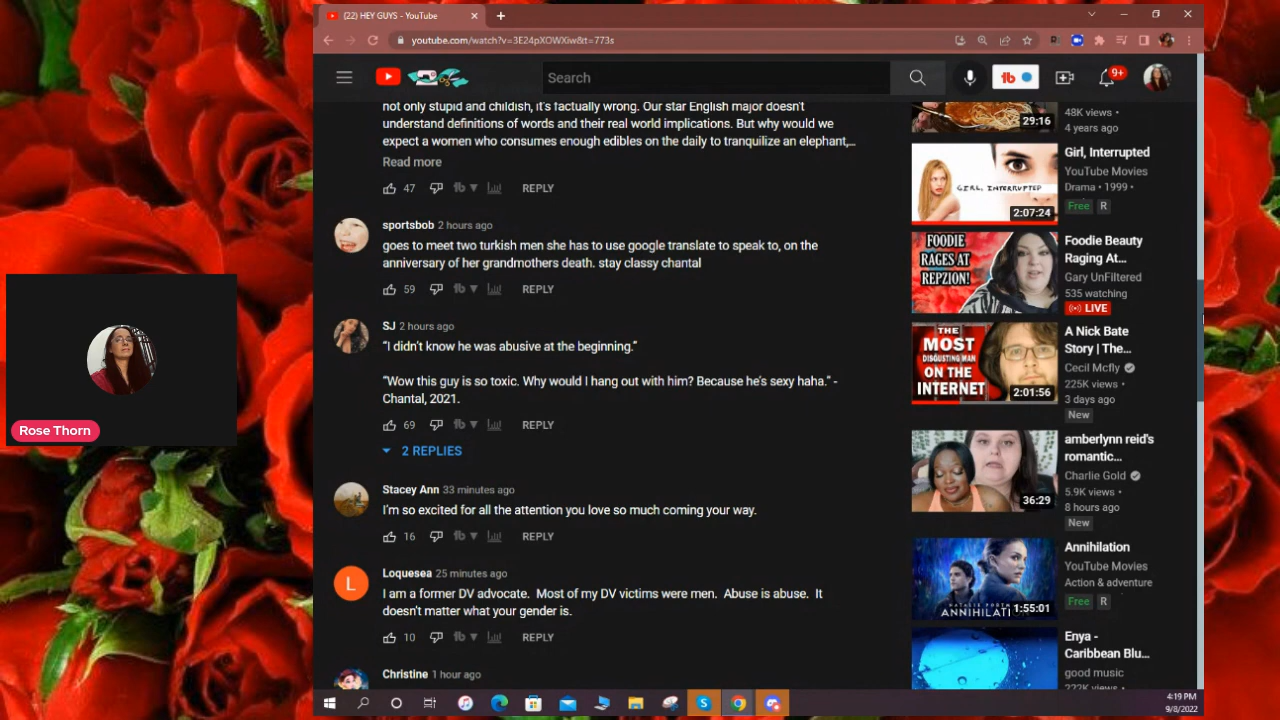 (22) HEY GUYS - YouTube
youtube.com/watch?v=3E24pXOWXiw&t=773s
Search
9+
not only stupid and childish, it's factually wrong. Our star English major doesn't
understand definitions of words and their real world implications. But why would we
expect a women who consumes enough edibles on the daily to tranquilize an elephant,...
Read more
47
REPLY
sportsbob 2 hours ago
goes to meet two turkish men she has to use google translate to speak to, on the
anniversary of her grandmothers death. stay classy chantal
59
REPLY
SJ 2 hours ago
“I didn't know he was abusive at the beginning.”
“Wow this guy is so toxic. Why would I hang out with him? Because he's sexy haha.” -
Chantal, 2021.
69
REPLY
2 REPLIES
Stacey Ann 33 minutes ago
I'm so excited for all the attention you love so much coming your way.
16
REPLY
L
Loquesea 25 minutes ago
I am a former DV advocate. Most of my DV victims were men. Abuse is abuse. It
doesn't matter what your gender is.
10
REPLY
Christine 1 hour ago
29:16
48K views •
4 years ago
GIRL, INTERRUPTED
2:07:24
Girl, Interrupted
YouTube Movies
Drama • 1999 •
Free R
FOODIE
RAGES AT
REPZION!
Foodie Beauty
Raging At...
Gary UnFiltered
535 watching
LIVE
THE
MOST
DISGUSTING MAN
ON THE
INTERNET
2:01:56
A Nick Bate
Story | The...
Cecil Mcfly
225K views •
3 days ago
New
36:29
amberlynn reid's
romantic...
Charlie Gold
5.9K views •
8 hours ago
New
ANNIHILATI
1:55:01
Annihilation
YouTube Movies
Action & adventure
Free R
Enya -
Caribbean Blu...
good music
222K views
Rose Thorn
4:19 PM
9/8/2022